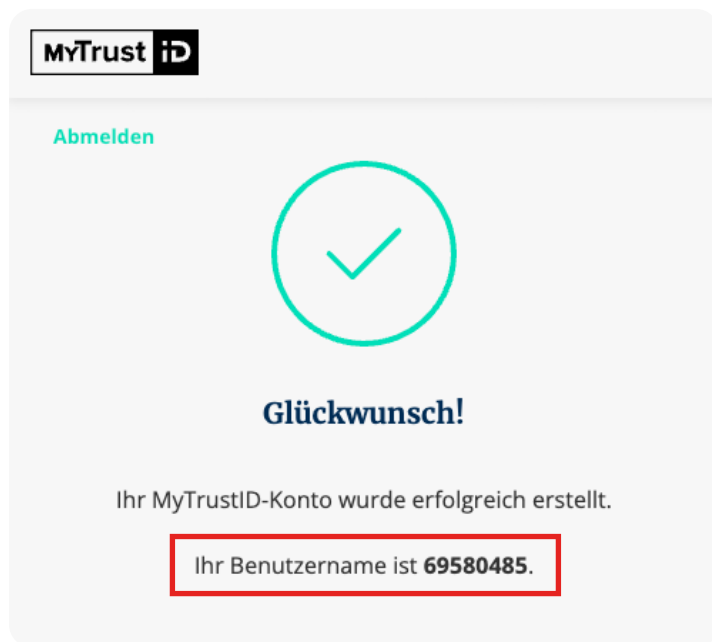 MYTrust iD
Abmelden
Glückwunsch!
Ihr MyTrustID-Konto wurde erfolgreich erstellt.
Ihr Benutzername ist 69580485.